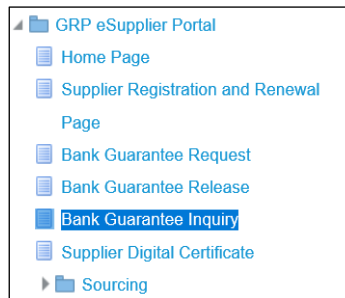 GRP eSupplier Portal
Home Page
Supplier Registration and Renewal
Page
Bank Guarantee Request
Bank Guarantee Release
Bank Guarantee Inquiry
Supplier Digital Certificate
Sourcing